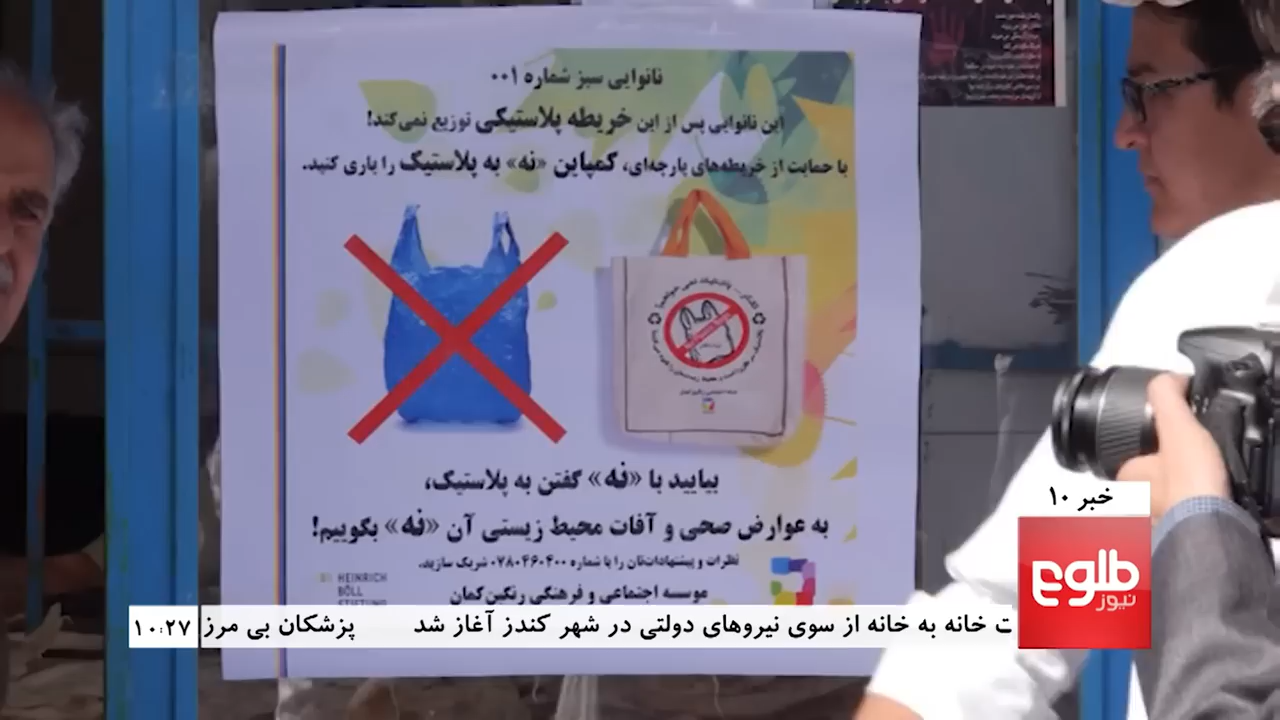 نانوایی سبز شماره ۰۰۱
این نانوایی پس از این خریطه پلاستیکی توزیع نمی‌کند!
با حمایت از خریطه‌های پارچه‌ای، کمپاین «نه» به پلاستیک را یاری کنید.
بیایید با «نه» گفتن به پلاستیک،
به عوارض صحی و آفات محیط زیستی آن «نه» بگوییم!
نظرات و پیشنهادات‌تان را با شماره ۰۷۸۰۴۶۰۴۰۰ شریک سازید.
موسسه اجتماعی و فرهنگی رنگین‌کمان
HEINRICH
BÖLL
STIFTUNG
خبر ۱۰
طلوع
نیوز
ت خانه به خانه از سوی نیروهای دولتی در شهر کندز آغاز شد
پزشکان بی مرز
۱۰:۲۷